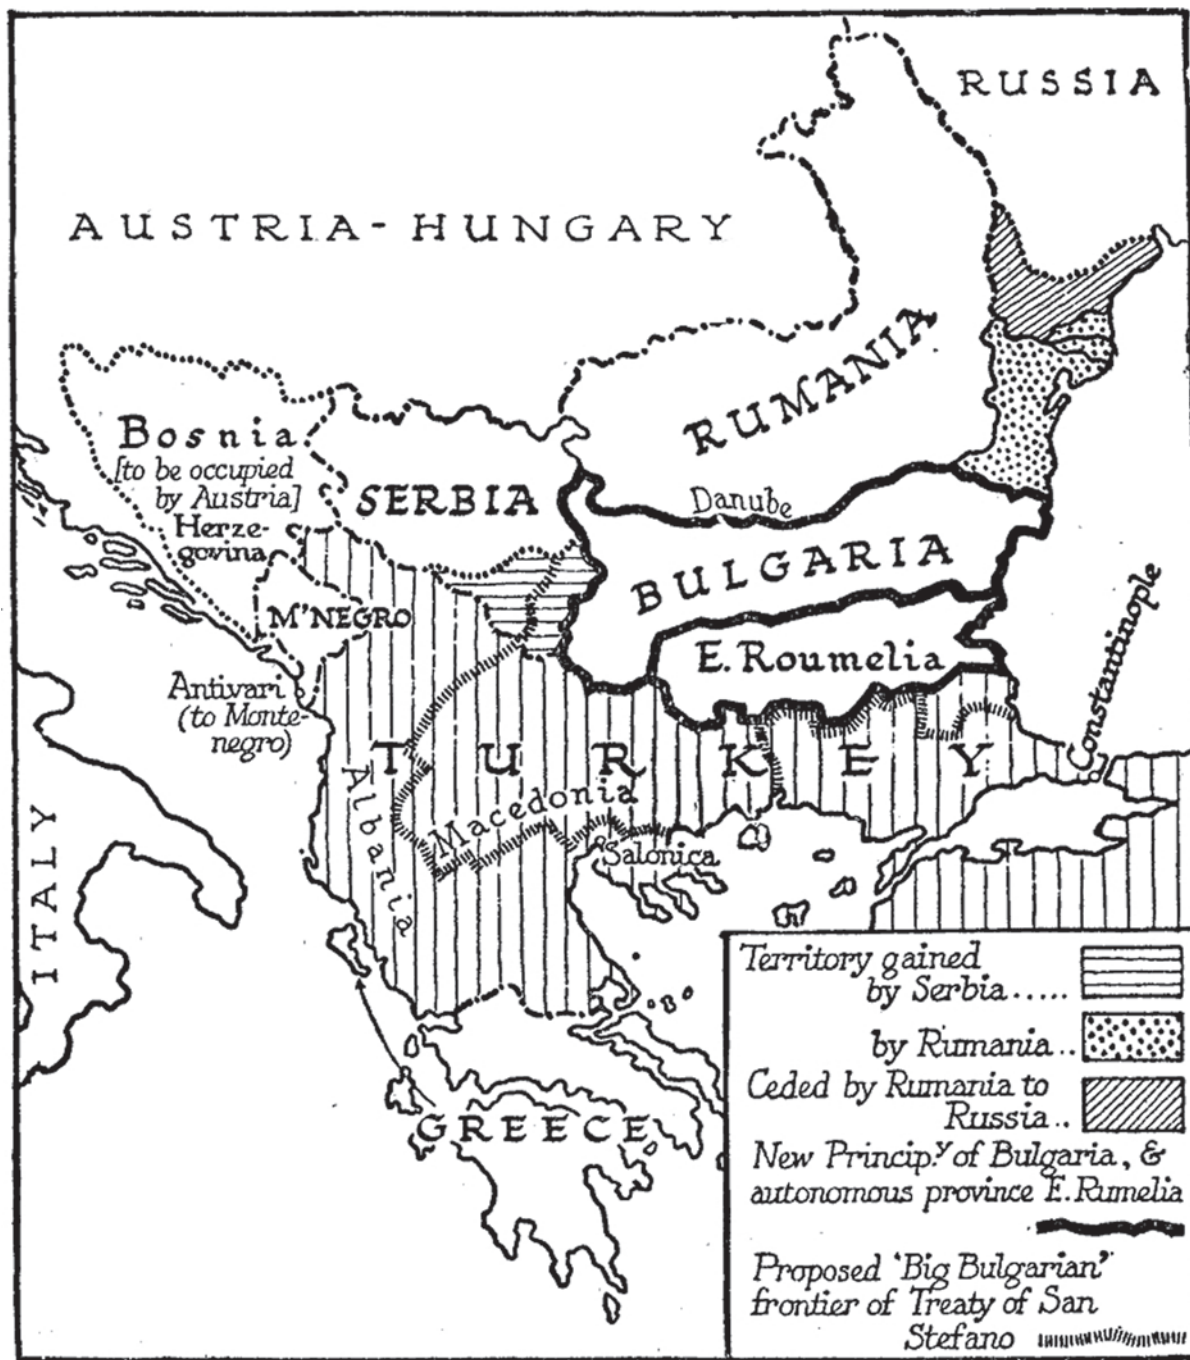 RUSSIA
AUSTRIA-HUNGARY
RUMANIA
Bosnia
[to be occupied
by Austria]
Herze-
govina
SERBIA
Danube
BULGARIA
M'NEGRO
E. Roumelia
Constantinople
Antivari
(to Monte-
negro)
TURKEY
Albania
Macedonia
Salonica
ITALY
GREECE
Territory gained
by Serbia.....
by Rumania..
Ceded by Rumania to
Russia..
New Princip.y of Bulgaria, &
autonomous province E. Rumelia
Proposed 'Big Bulgarian'
frontier of Treaty of San
Stefano